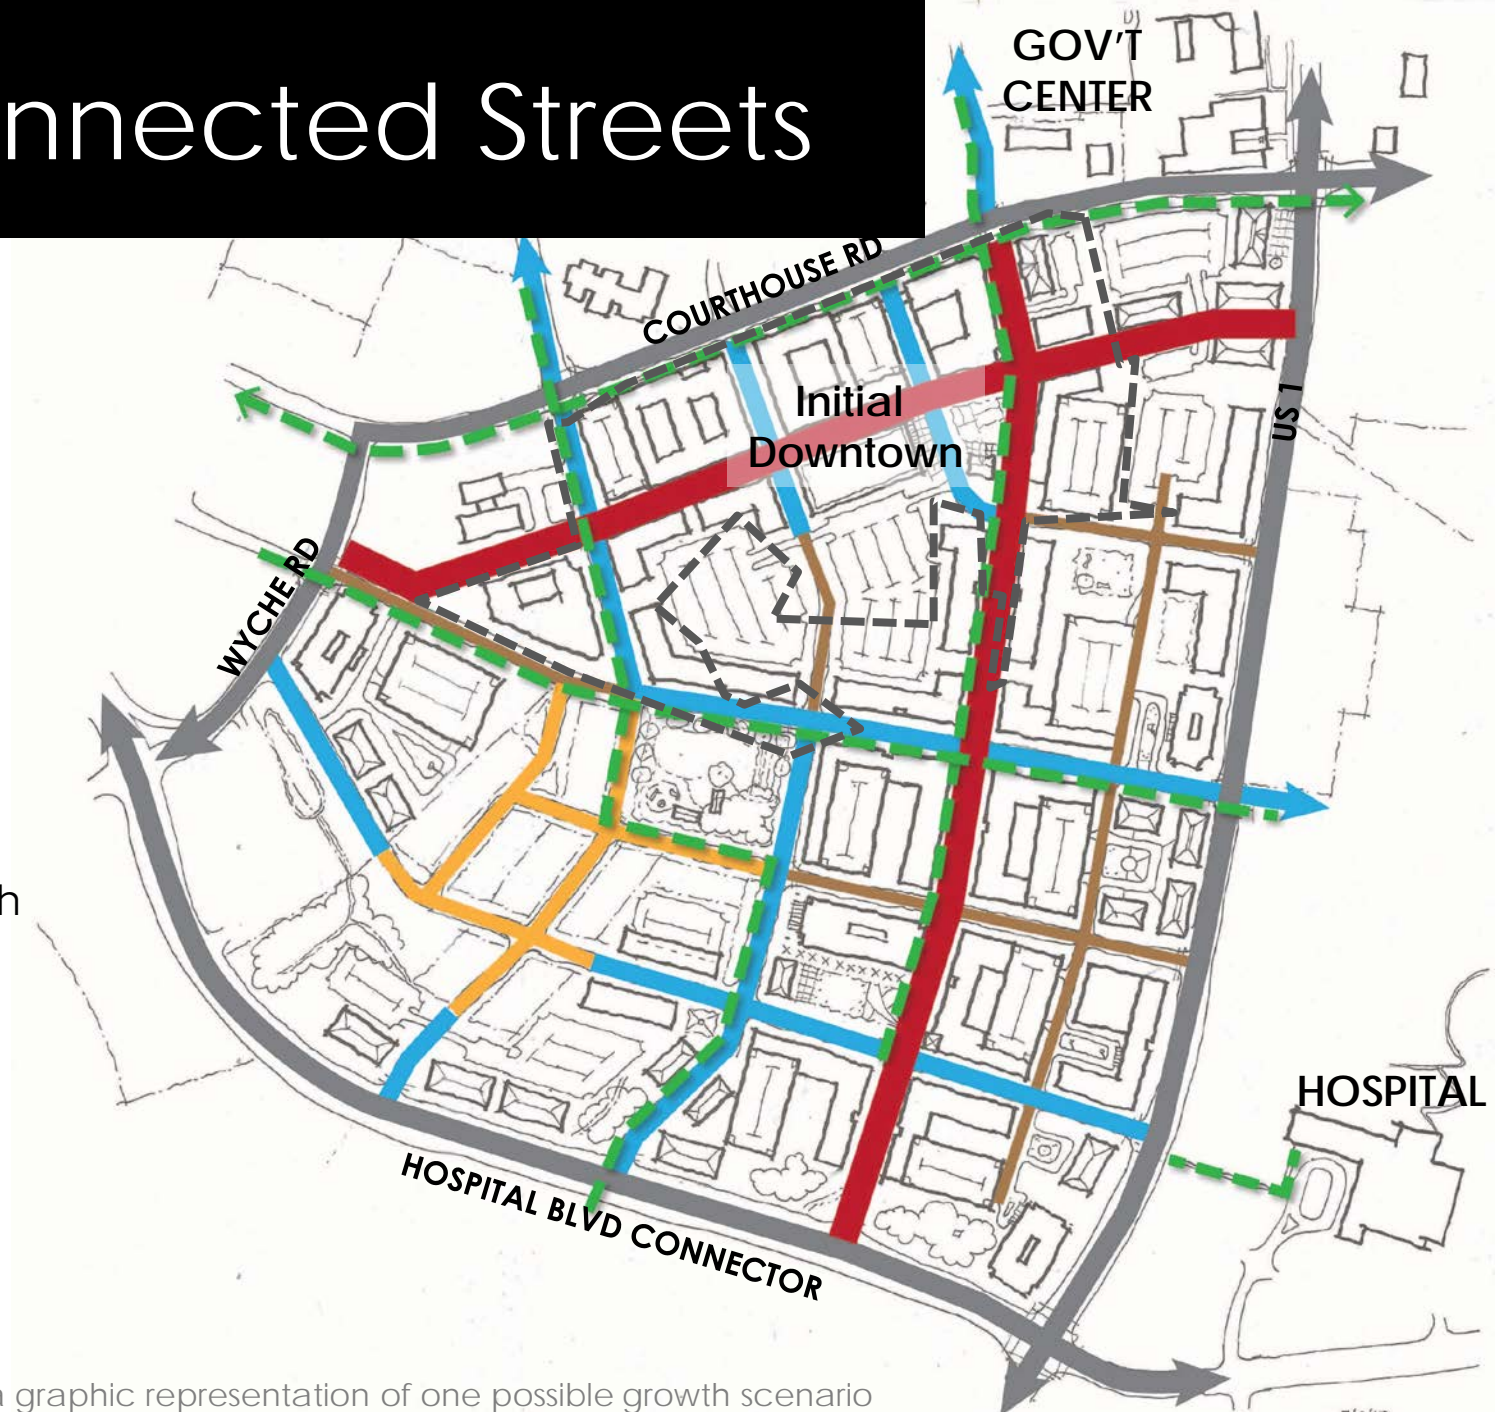 nnected Streets
GOV'T
CENTER
COURTHOUSE RD
Initial
Downtown
US 1
WYCHE RD
h
HOSPITAL
HOSPITAL BLVD CONNECTOR
graphic representation of one possible growth scenario